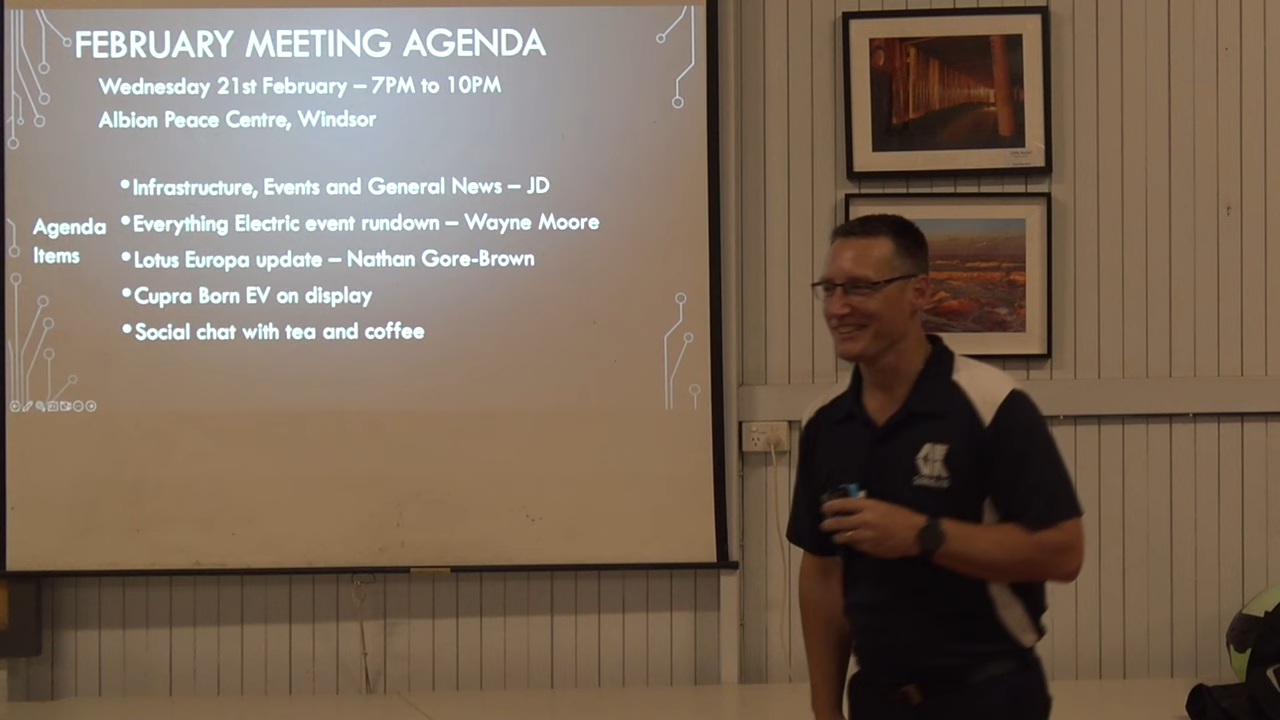 FEBRUARY MEETING AGENDA
Wednesday 21st February – 7PM to 10PM
Albion Peace Centre, Windsor
Agenda Items
•Infrastructure, Events and General News – JD
•Everything Electric event rundown – Wayne Moore
•Lotus Europa update – Nathan Gore-Brown
•Cupra Born EV on display
•Social chat with tea and coffee